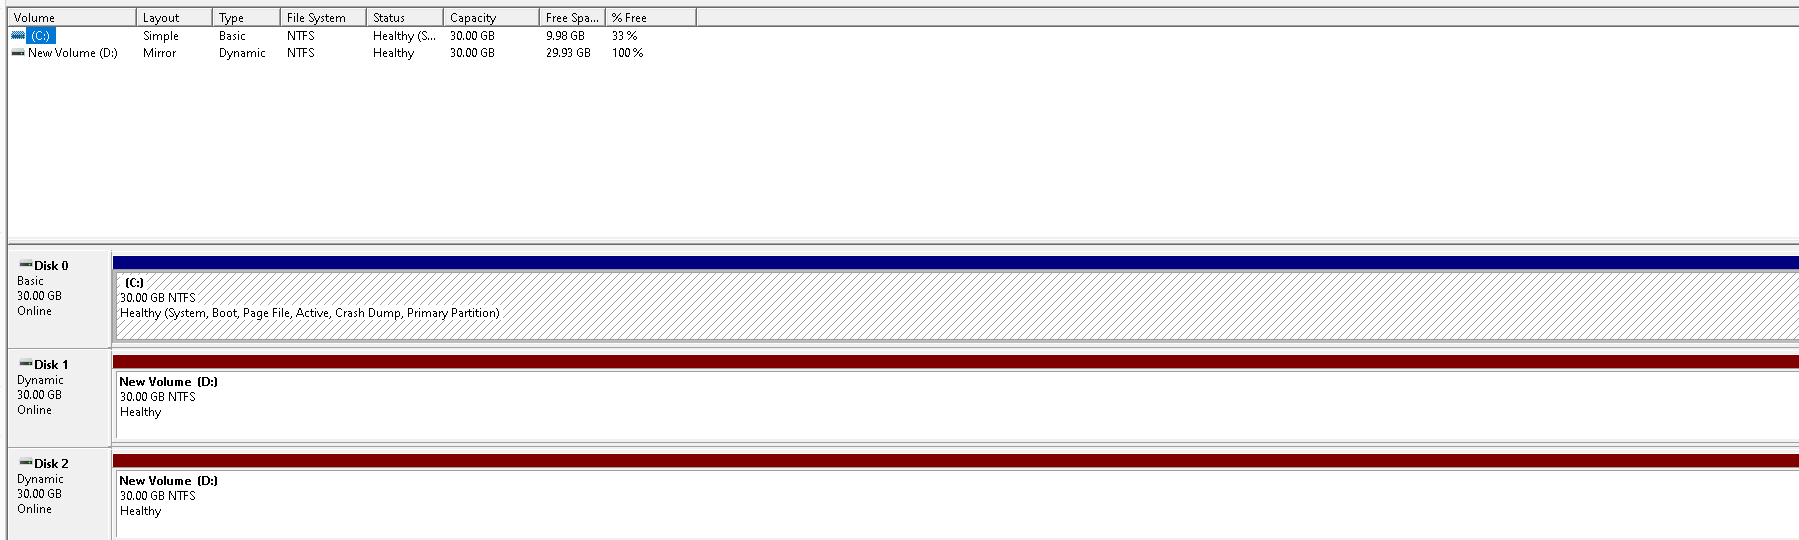 Volume Layout Type File System Status Capacity Free Spa... % Free
(C:) Simple Basic NTFS Healthy (S... 30.00 GB 9.98 GB 33 %
New Volume (D:) Mirror Dynamic NTFS Healthy 30.00 GB 29.93 GB 100 %
Disk 0
Basic
30.00 GB
Online
(C:)
30.00 GB NTFS
Healthy (System, Boot, Page File, Active, Crash Dump, Primary Partition)
Disk 1
Dynamic
30.00 GB
Online
New Volume (D:)
30.00 GB NTFS
Healthy
Disk 2
Dynamic
30.00 GB
Online
New Volume (D:)
30.00 GB NTFS
Healthy